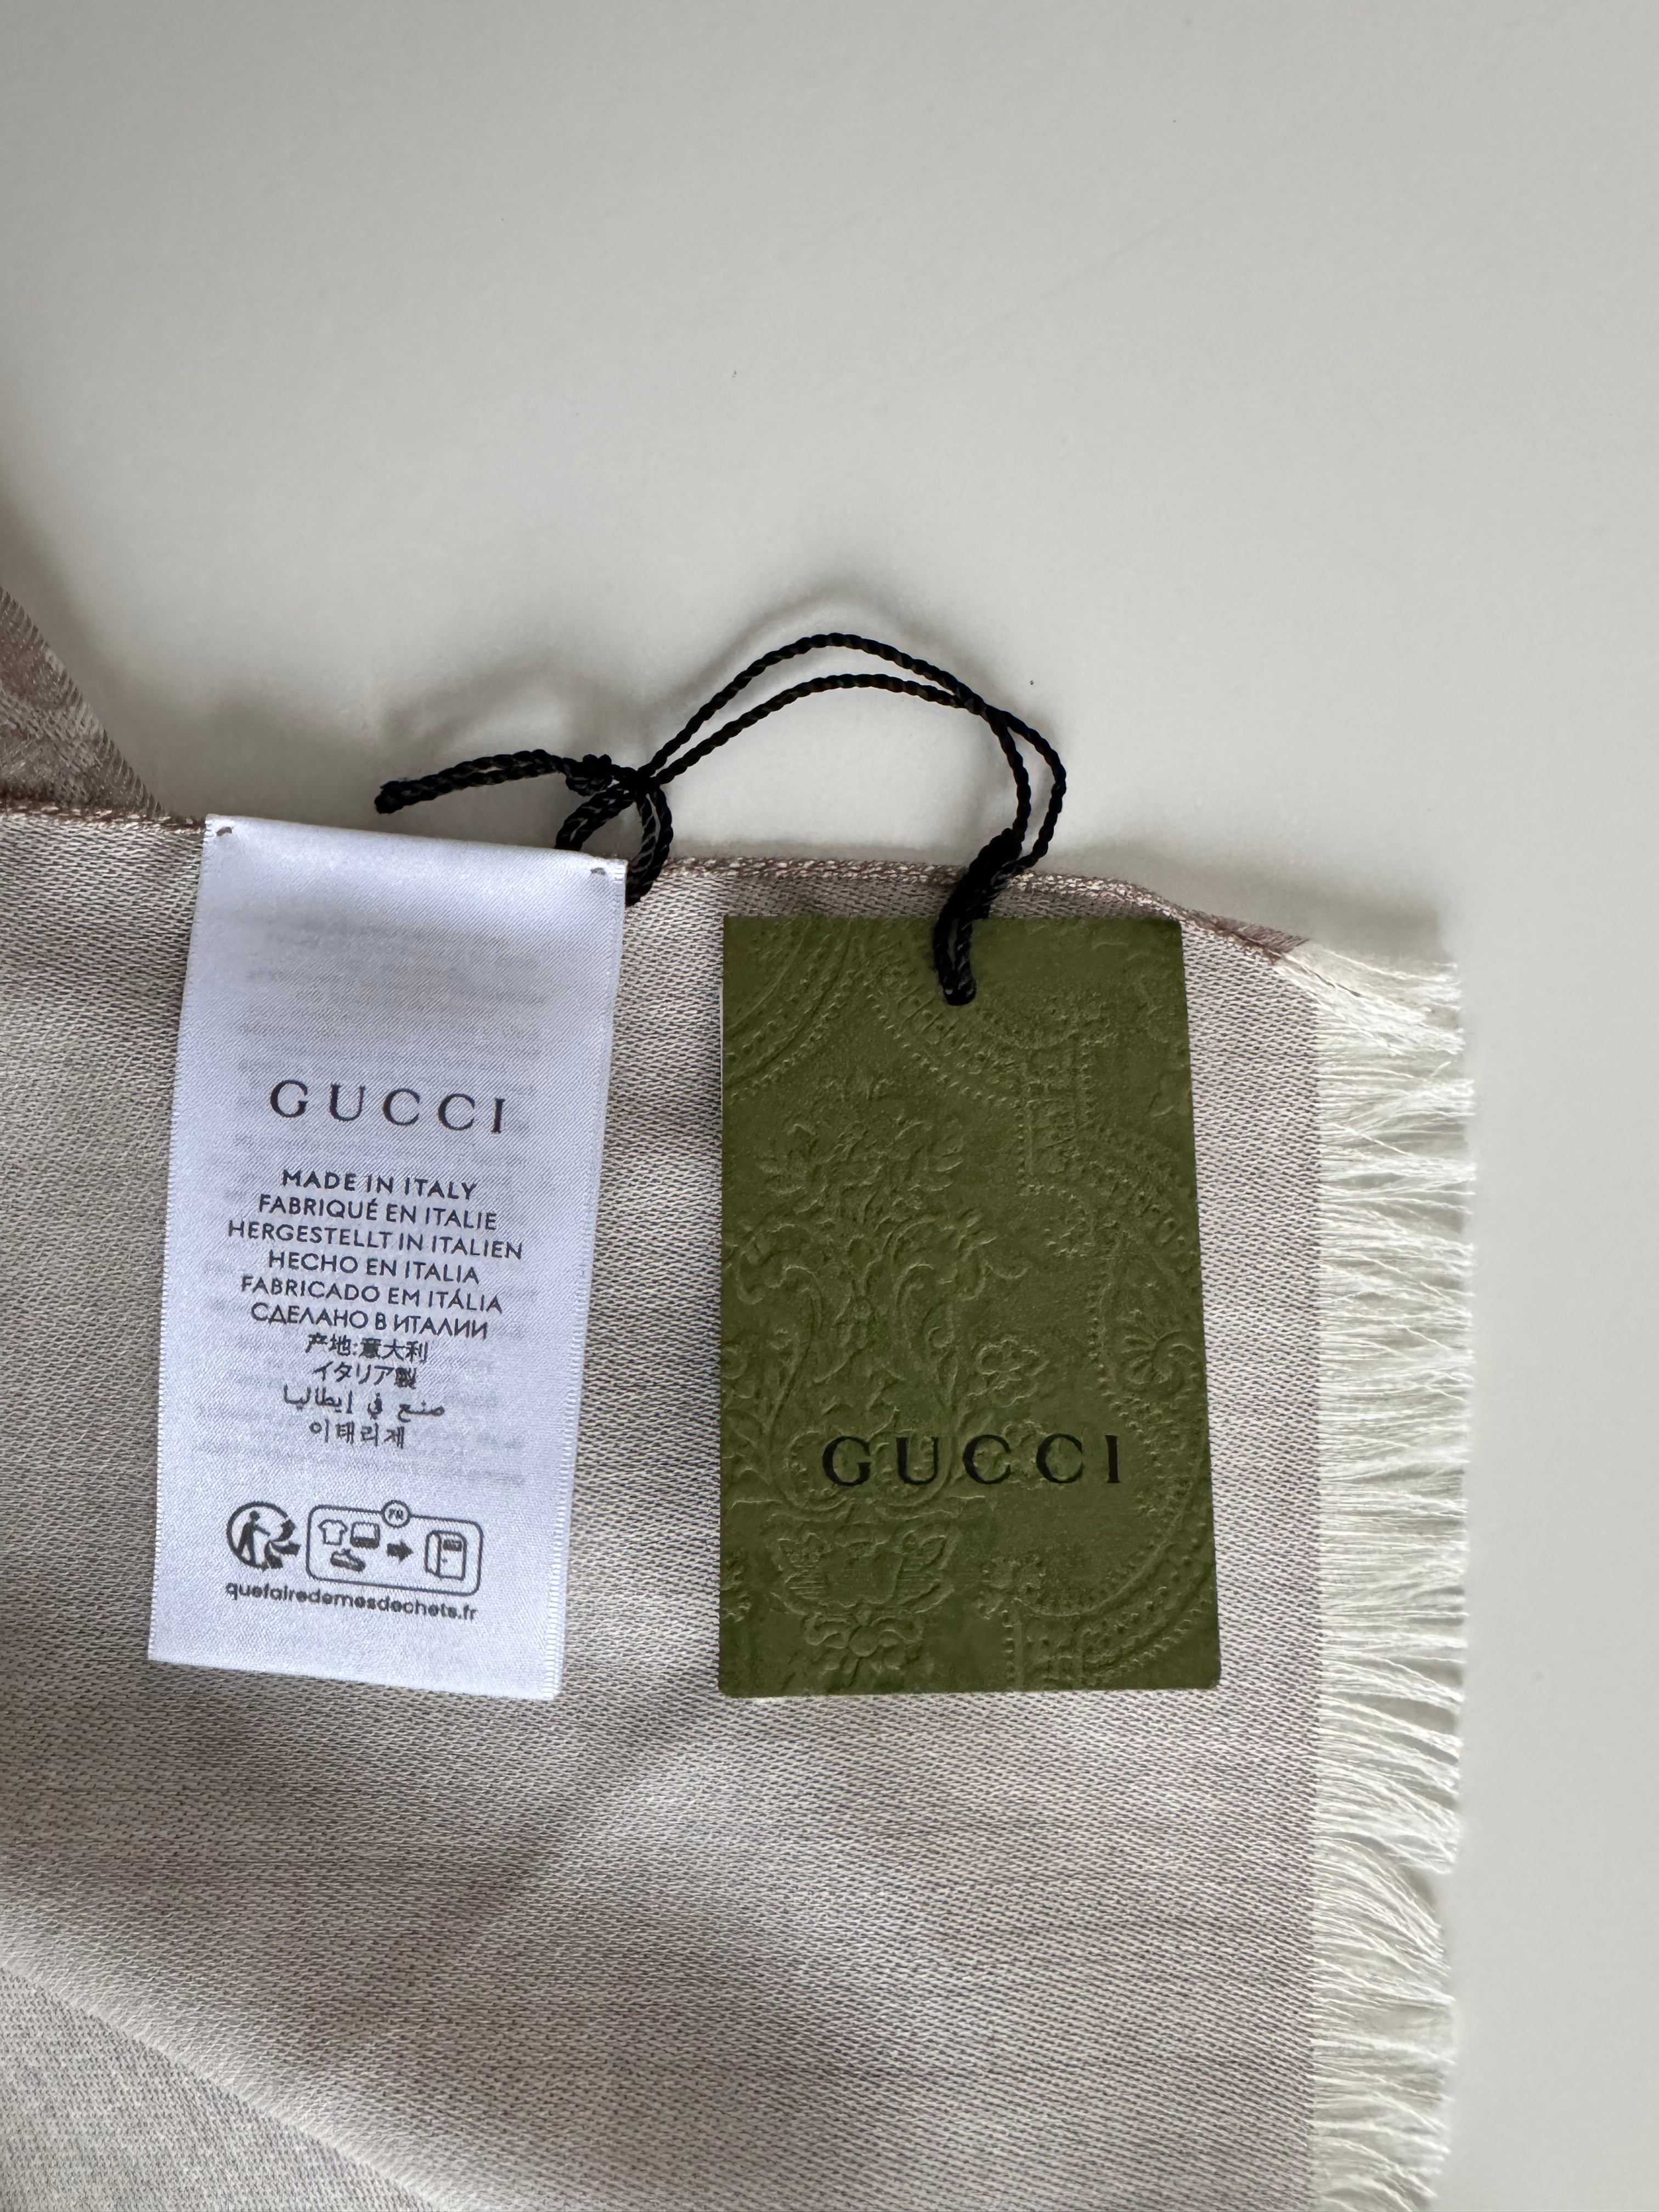 GUCCI
MADE IN ITALY
FABRIQUÉ EN ITALIE
HERGESTELLT IN ITALIEN
HECHO EN ITALIA
FABRICADO EM ITÁLIA
СДЕЛАНО В ИТАЛИИ
产地:意大利
イタリア製
صنع في إيطاليا
이태리제
FR
quefairedemesdechets.fr
GUCCI